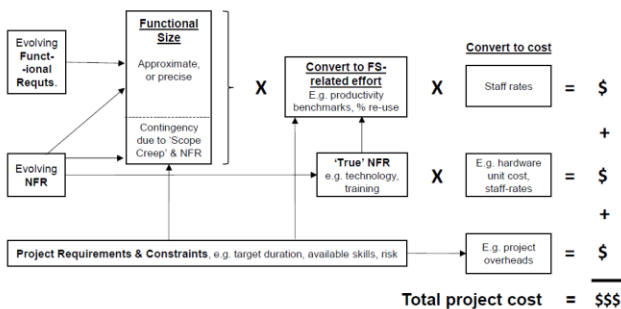 Evolving
Funct-
-ional
Requts.
Functional
Size
Approximate,
or precise
Contingency
due to 'Scope
Creep' & NFR
X
Convert to FS-
related effort
E.g. productivity
benchmarks, % re-use
X
Convert to cost
Staff rates
= $
+
Evolving
NFR
'True' NFR
e.g. technology,
training
X
E.g. hardware
unit cost,
staff-rates
= $
+
Project Requirements & Constraints, e.g. target duration, available skills, risk
E.g. project
overheads
= $
Total project cost = $$$